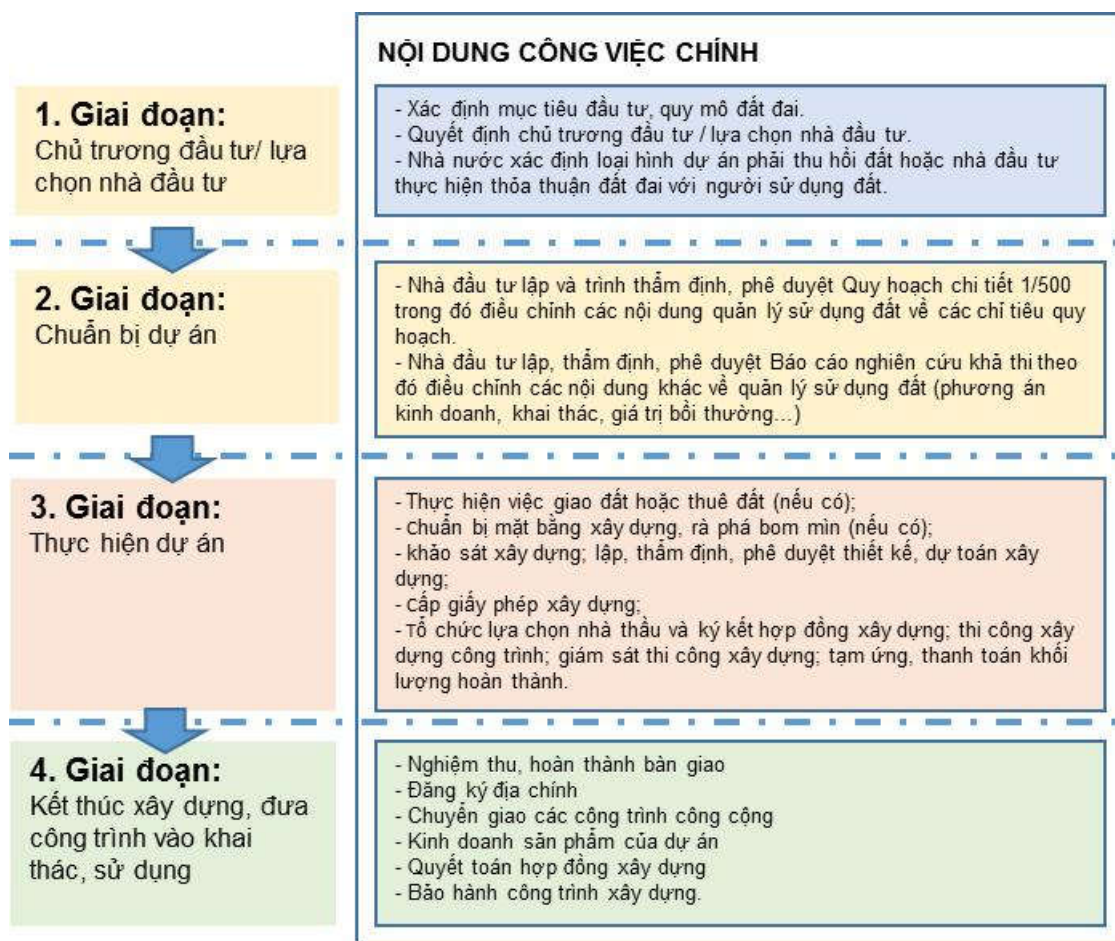 NỘI DUNG CÔNG VIỆC CHÍNH
1. Giai đoạn:
Chủ trương đầu tư/ lựa
chọn nhà đầu tư
- Xác định mục tiêu đầu tư, quy mô đất đai.
- Quyết định chủ trương đầu tư / lựa chọn nhà đầu tư.
- Nhà nước xác định loại hình dự án phải thu hồi đất hoặc nhà đầu tư
thực hiện thỏa thuận đất đai với người sử dụng đất.
2. Giai đoạn:
Chuẩn bị dự án
- Nhà đầu tư lập và trình thẩm định, phê duyệt Quy hoạch chi tiết 1/500
trong đó điều chỉnh các nội dung quản lý sử dụng đất về các chỉ tiêu quy
hoạch.
- Nhà đầu tư lập, thẩm định, phê duyệt Báo cáo nghiên cứu khả thi theo
đó điều chỉnh các nội dung khác về quản lý sử dụng đất (phương án
kinh doanh, khai thác, giá trị bồi thường...)
3. Giai đoạn:
Thực hiện dự án
- Thực hiện việc giao đất hoặc thuê đất (nếu có);
- Chuẩn bị mặt bằng xây dựng, rà phá bom mìn (nếu có);
- khảo sát xây dựng; lập, thẩm định, phê duyệt thiết kế, dự toán xây
dựng;
- Cấp giấy phép xây dựng;
- Tổ chức lựa chọn nhà thầu và ký kết hợp đồng xây dựng; thi công xây
dựng công trình; giám sát thi công xây dựng; tạm ứng, thanh toán khối
lượng hoàn thành.
4. Giai đoạn:
Kết thúc xây dựng, đưa
công trình vào khai
thác, sử dụng
- Nghiệm thu, hoàn thành bàn giao
- Đăng ký địa chính
- Chuyển giao các công trình công cộng
- Kinh doanh sản phẩm của dự án
- Quyết toán hợp đồng xây dựng
- Bảo hành công trình xây dựng.